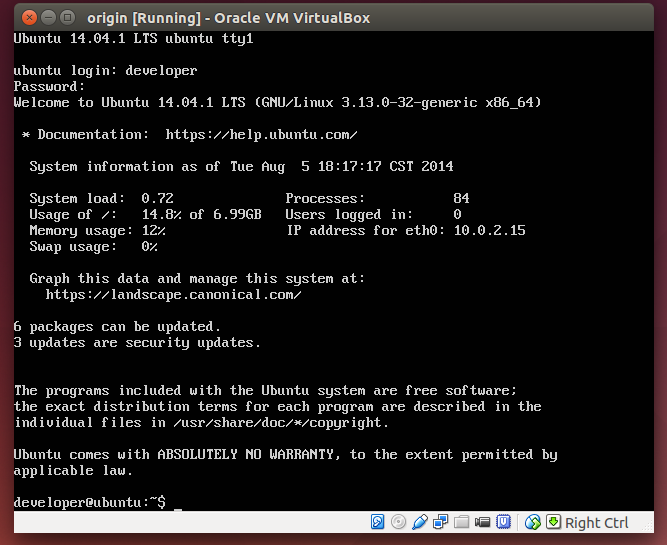 origin [Running] - Oracle VM VirtualBox
Ubuntu 14.04.1 LTS ubuntu tty1
ubuntu login: developer
Password:
Welcome to Ubuntu 14.04.1 LTS (GNU/Linux 3.13.0-32-generic x86_64)
* Documentation:  https://help.ubuntu.com/
System information as of Tue Aug  5 18:17:17 CST 2014
System load:  0.72              Processes:           84
Usage of /:   14.8% of 6.99GB   Users logged in:     0
Memory usage: 12%               IP address for eth0: 10.0.2.15
Swap usage:   0%
Graph this data and manage this system at:
https://landscape.canonical.com/
6 packages can be updated.
3 updates are security updates.
The programs included with the Ubuntu system are free software;
the exact distribution terms for each program are described in the
individual files in /usr/share/doc/*/copyright.
Ubuntu comes with ABSOLUTELY NO WARRANTY, to the extent permitted by
applicable law.
developer@ubuntu:~$ _
Right Ctrl